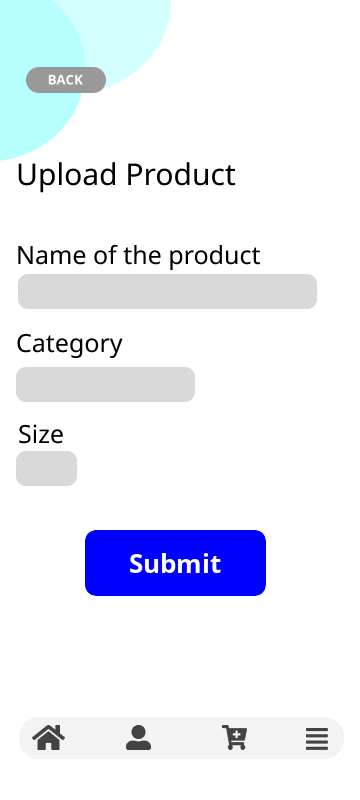 BACK
Upload Product
Name of the product
Category
Size
Submit